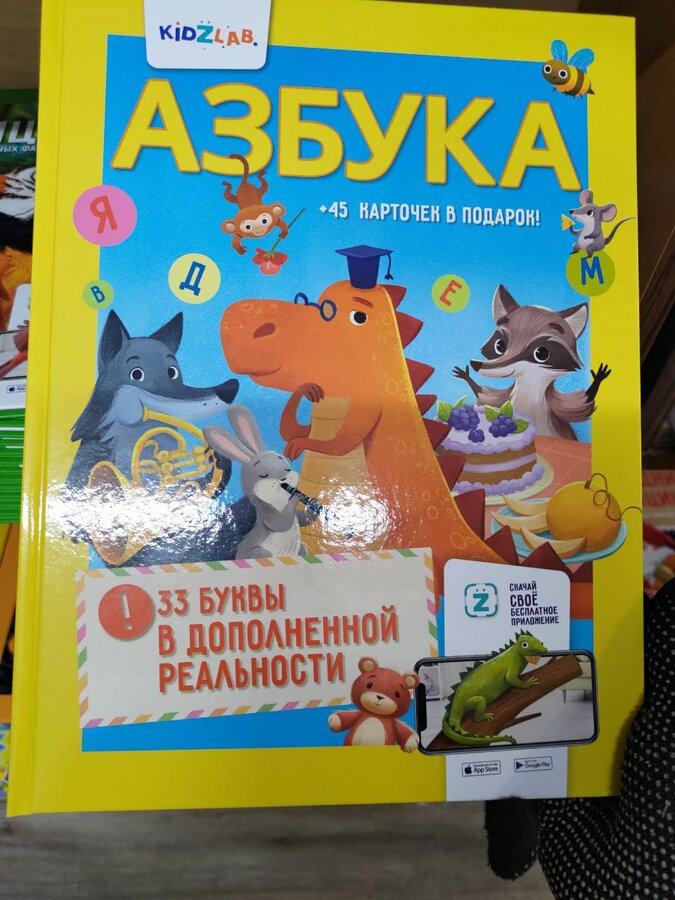 KIDZLAB.
АЗБУКА
+45 КАРТОЧЕК В ПОДАРОК!
Я
В
Д
Е
М
! 33 БУКВЫ
В ДОПОЛНЕННОЙ
РЕАЛЬНОСТИ
Z
СКАЧАЙ
СВОЁ
БЕСПЛАТНОЕ
ПРИЛОЖЕНИЕ
App Store
Google Play